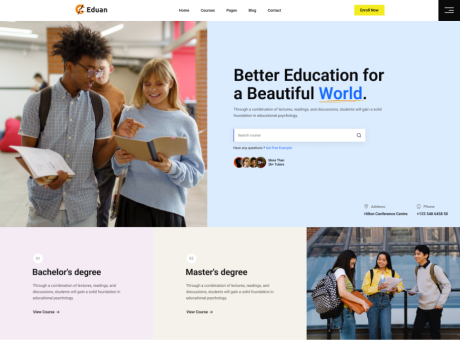 Eduan
Home Courses Pages Blog Contact
Enroll Now
Better Education for
a Beautiful World.
Through a combination of lectures, readings, and discussions, students will gain a solid
foundation in educational psychology.
Search course
Have any questions? Get Free Example
More Than
Tutors
Address
Hilton Conference Centre
Phone
+123 548 6458 50
01
Bachelor's degree
Through a combination of lectures, readings, and
discussions, students will gain a solid foundation in
educational psychology.
View Course →
02
Master's degree
Through a combination of lectures, readings, and
discussions, students will gain a solid foundation in
educational psychology.
View Course →